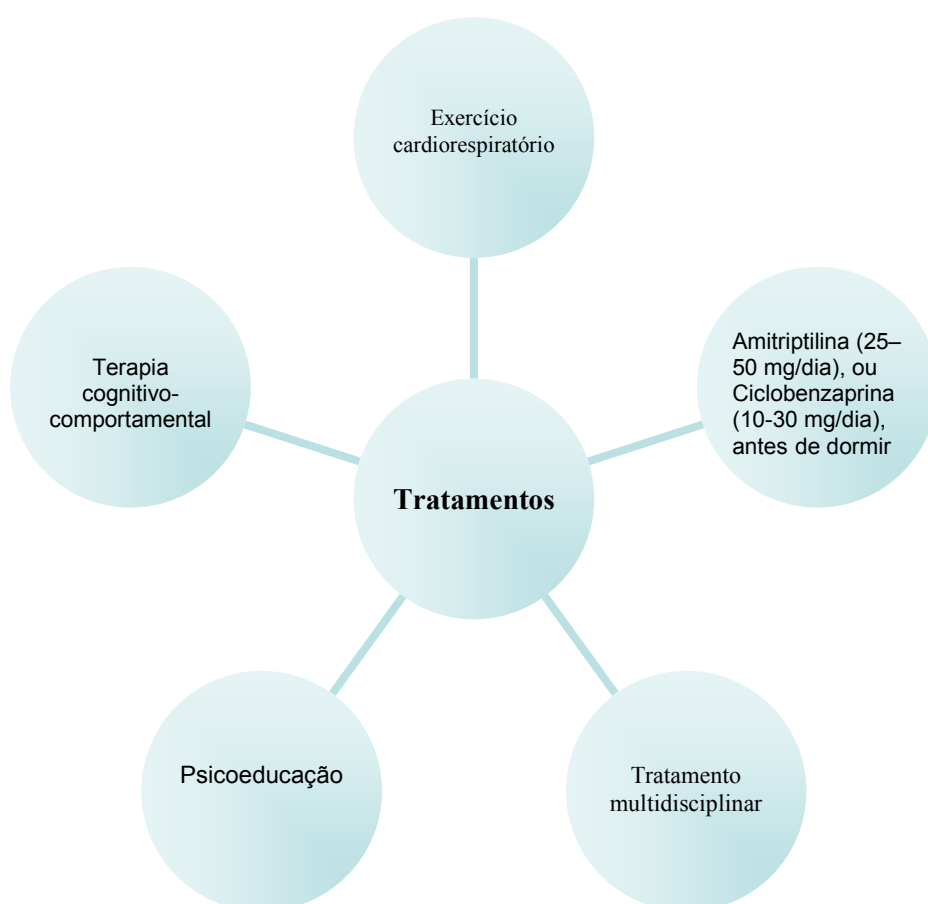 Exercício
cardiorespiratório
Terapia
cognitivo-
comportamental
Amitriptilina (25–
50 mg/dia), ou
Ciclobenzaprina
(10-30 mg/dia),
antes de dormir
Tratamentos
Psicoeducação
Tratamento
multidisciplinar